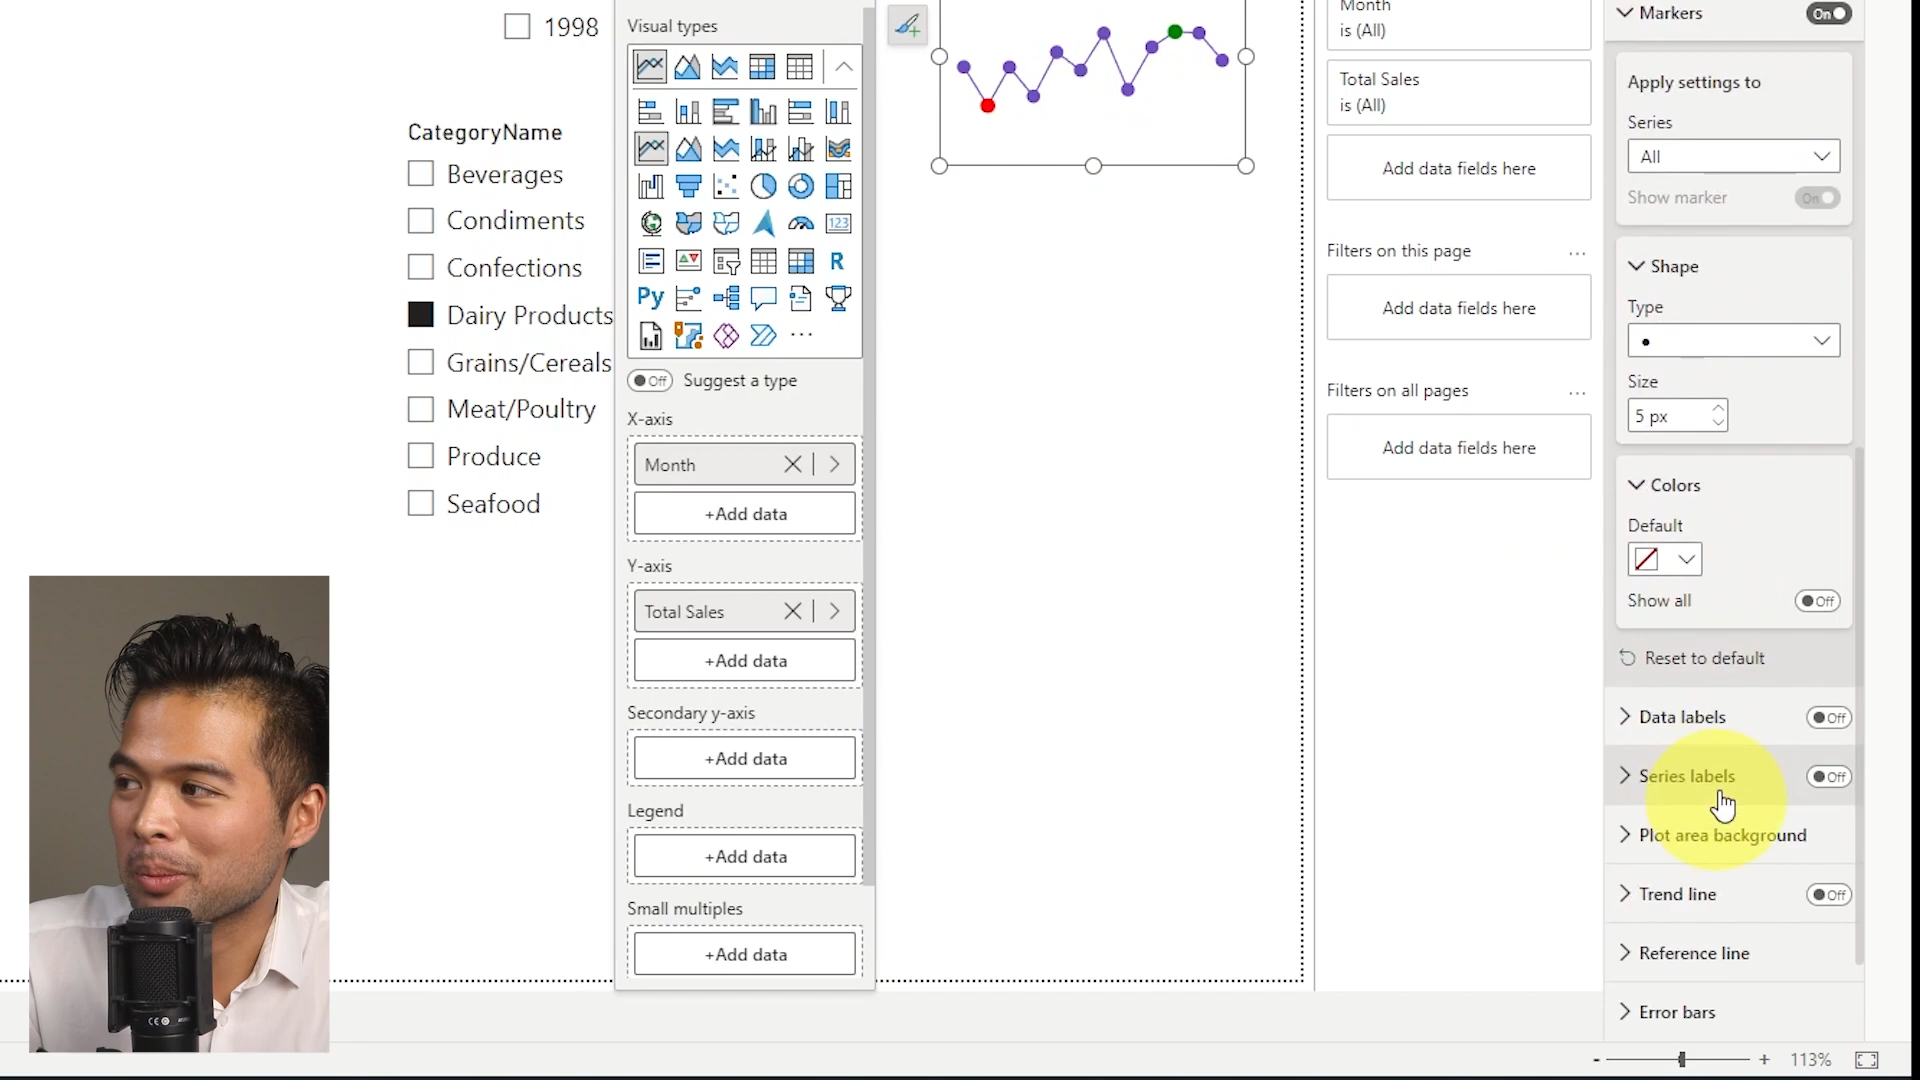 1998
CategoryName
Beverages
Condiments
Confections
Dairy Products
Grains/Cereals
Meat/Poultry
Produce
Seafood
Visual types
123
R
Py
Off
Suggest a type
X-axis
Month
+Add data
Y-axis
Total Sales
+Add data
Secondary y-axis
+Add data
Legend
+Add data
Small multiples
+Add data
Month
is (All)
Total Sales
is (All)
Add data fields here
Filters on this page
...
Add data fields here
Filters on all pages
...
Add data fields here
Markers
On
Apply settings to
Series
All
Show marker
On
Shape
Type
Size
5 px
Colors
Default
Show all
Off
Reset to default
Data labels
Off
Series labels
Off
Plot area background
Trend line
Off
Reference line
Error bars
- + 113%